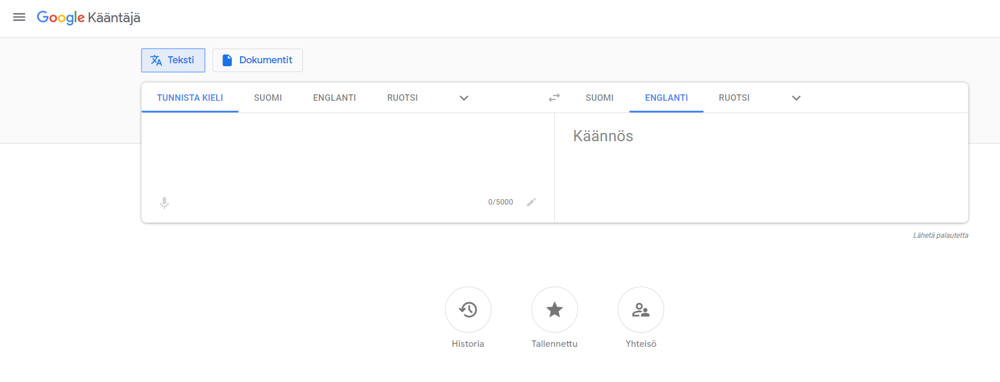 Google Kääntäjä
Teksti Dokumentit
TUNNISTA KIELI SUOMI ENGLANTI RUOTSI SUOMI ENGLANTI RUOTSI
Käännös
0/5000
Lähetä palautetta
Historia Tallennettu Yhteisö